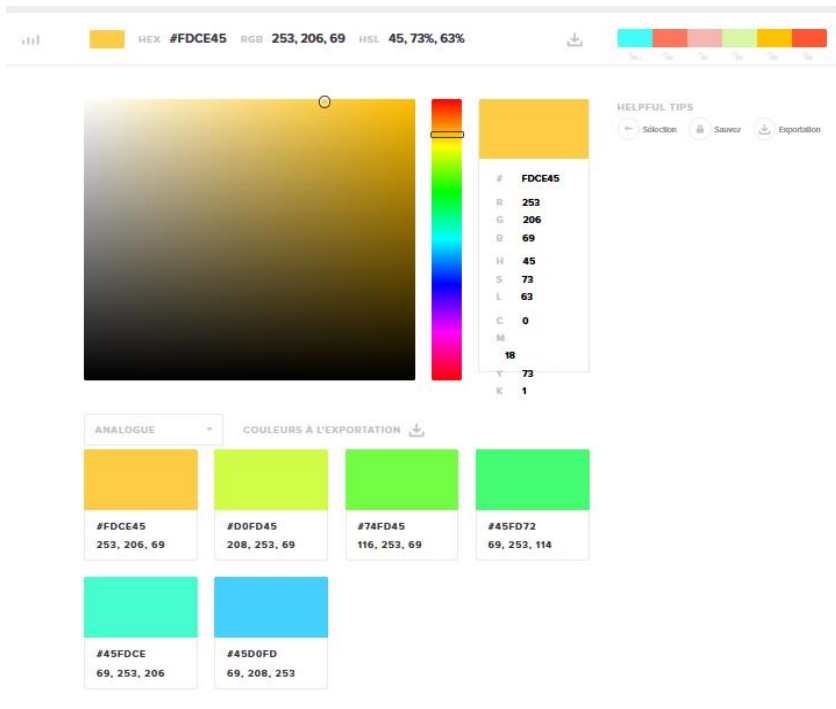 HEX #FDCE45 RGB 253, 206, 69 HSL 45, 73%, 63%
HELPFUL TIPS
Sélection Sauvez Exportation
# FDCE45
R 253
G 206
B 69
H 45
S 73
L 63
C 0
M
18
Y 73
K 1
ANALOGUE COULEURS À L'EXPORTATION
#FDCE45
253, 206, 69
#D0FD45
208, 253, 69
#74FD45
116, 253, 69
#45FD72
69, 253, 114
#45FDCE
69, 253, 206
#45D0FD
69, 208, 253